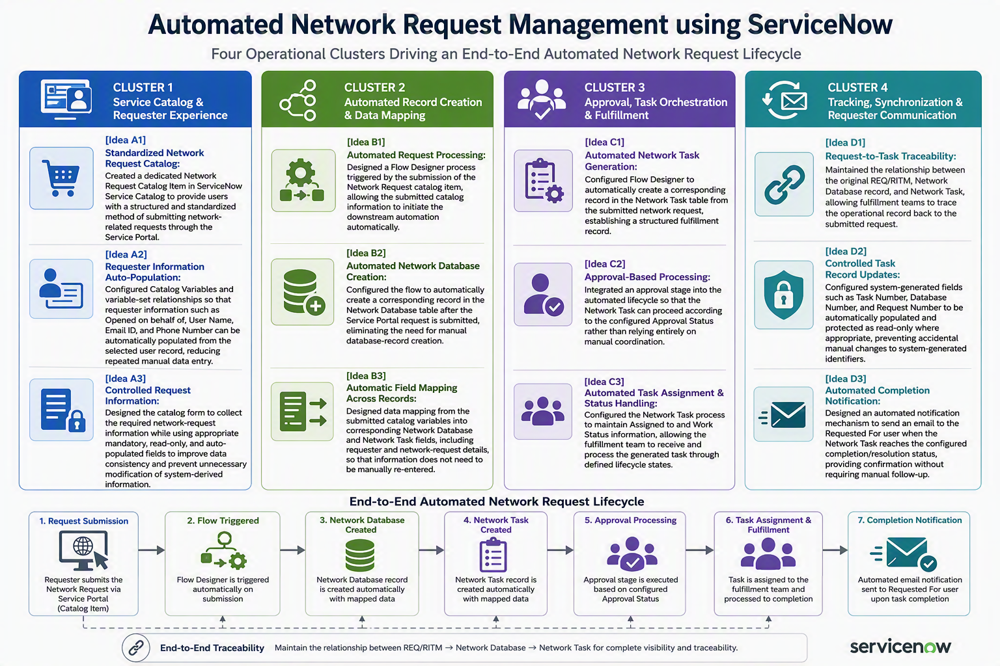 Automated Network Request Management using ServiceNow
Four Operational Clusters Driving an End-to-End Automated Network Request Lifecycle
CLUSTER 1
Service Catalog &
Requester Experience
[Idea A1]
Standardized Network
Request Catalog:
Created a dedicated Network
Request Catalog Item in ServiceNow
Service Catalog to provide users
with a structured and standardized
method of submitting network-
related requests through the
Service Portal.
[Idea A2]
Requester Information
Auto-Population:
Configured Catalog Variables and
variable-set relationships so that
requester information such as
Opened on behalf of, User Name,
Email ID, and Phone Number can be
automatically populated from the
selected user record, reducing
repeated manual data entry.
[Idea A3]
Controlled Request
Information:
Designed the catalog form to collect
the required network-request
information while using appropriate
mandatory, read-only, and auto-
populated fields to improve data
consistency and prevent unnecessary
modification of system-derived
information.
CLUSTER 2
Automated Record Creation
& Data Mapping
[Idea B1]
Automated Request Processing:
Designed a Flow Designer process
triggered by the submission of the
Network Request catalog item,
allowing the submitted catalog
information to initiate the
downstream automation
automatically.
[Idea B2]
Automated Network Database
Creation:
Configured the flow to automatically
create a corresponding record in the
Network Database table after the
Service Portal request is submitted,
eliminating the need for manual
database-record creation.
[Idea B3]
Automatic Field Mapping
Across Records:
Designed data mapping from the
submitted catalog variables into
corresponding Network Database
and Network Task fields, including
requester and network-request details,
so that information does not need to
be manually re-entered.
CLUSTER 3
Approval, Task Orchestration
& Fulfillment
[Idea C1]
Automated Network Task
Generation:
Configured Flow Designer to
automatically create a corresponding
record in the Network Task table from
the submitted network request,
establishing a structured fulfillment
record.
[Idea C2]
Approval-Based Processing:
Integrated an approval stage into the
automated lifecycle so that the
Network Task can proceed according
to the configured Approval Status
rather than relying entirely on
manual coordination.
[Idea C3]
Automated Task Assignment &
Status Handling:
Configured the Network Task process
to maintain Assigned to and Work
Status information, allowing the
fulfillment team to receive and
process the generated task through
defined lifecycle states.
CLUSTER 4
Tracking, Synchronization &
Requester Communication
[Idea D1]
Request-to-Task Traceability:
Maintained the relationship between
the original REQ/RITM, Network
Database record, and Network Task,
allowing fulfillment teams to trace
the operational record back to the
submitted request.
[Idea D2]
Controlled Task
Record Updates:
Configured system-generated fields
such as Task Number, Database
Number, and Request Number to be
automatically populated and
protected as read-only where
appropriate, preventing accidental
manual changes to system-generated
identifiers.
[Idea D3]
Automated Completion
Notification:
Designed an automated notification
mechanism to send an email to the
Requested For user when the
Network Task reaches the configured
completion/resolution status,
providing confirmation without
requiring manual follow-up.
End-to-End Automated Network Request Lifecycle
1. Request Submission
Requester submits the
Network Request via
Service Portal
(Catalog Item)
2. Flow Triggered
Flow Designer is triggered
automatically on
submission
3. Network Database
Created
Network Database record
is created automatically
with mapped data
4. Network Task
Created
Network Task record is
created automatically
with mapped data
5. Approval Processing
Approval stage is executed
based on configured
Approval Status
6. Task Assignment &
Fulfillment
Task is assigned to the
fulfillment team and
processed to completion
7. Completion Notification
Automated email notification
sent to Requested For user
upon task completion
End-to-End Traceability Maintain the relationship between REQ/RITM → Network Database → Network Task for complete visibility and traceability.
servicenow